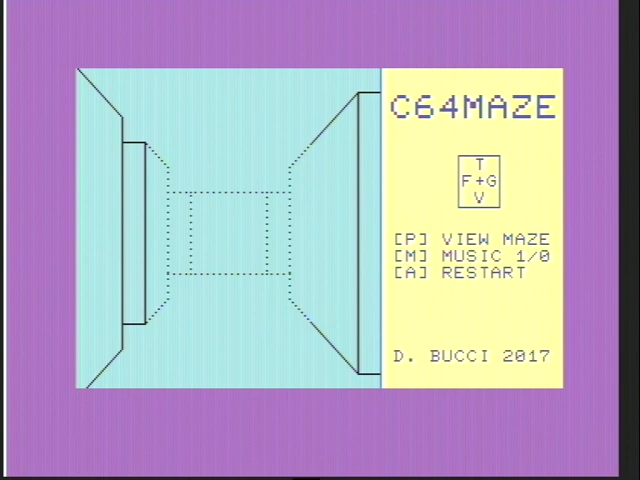 C64MAZE
T
F+G
V
[P] VIEW MAZE
[M] MUSIC 1/0
[A] RESTART
D. BUCCI 2017